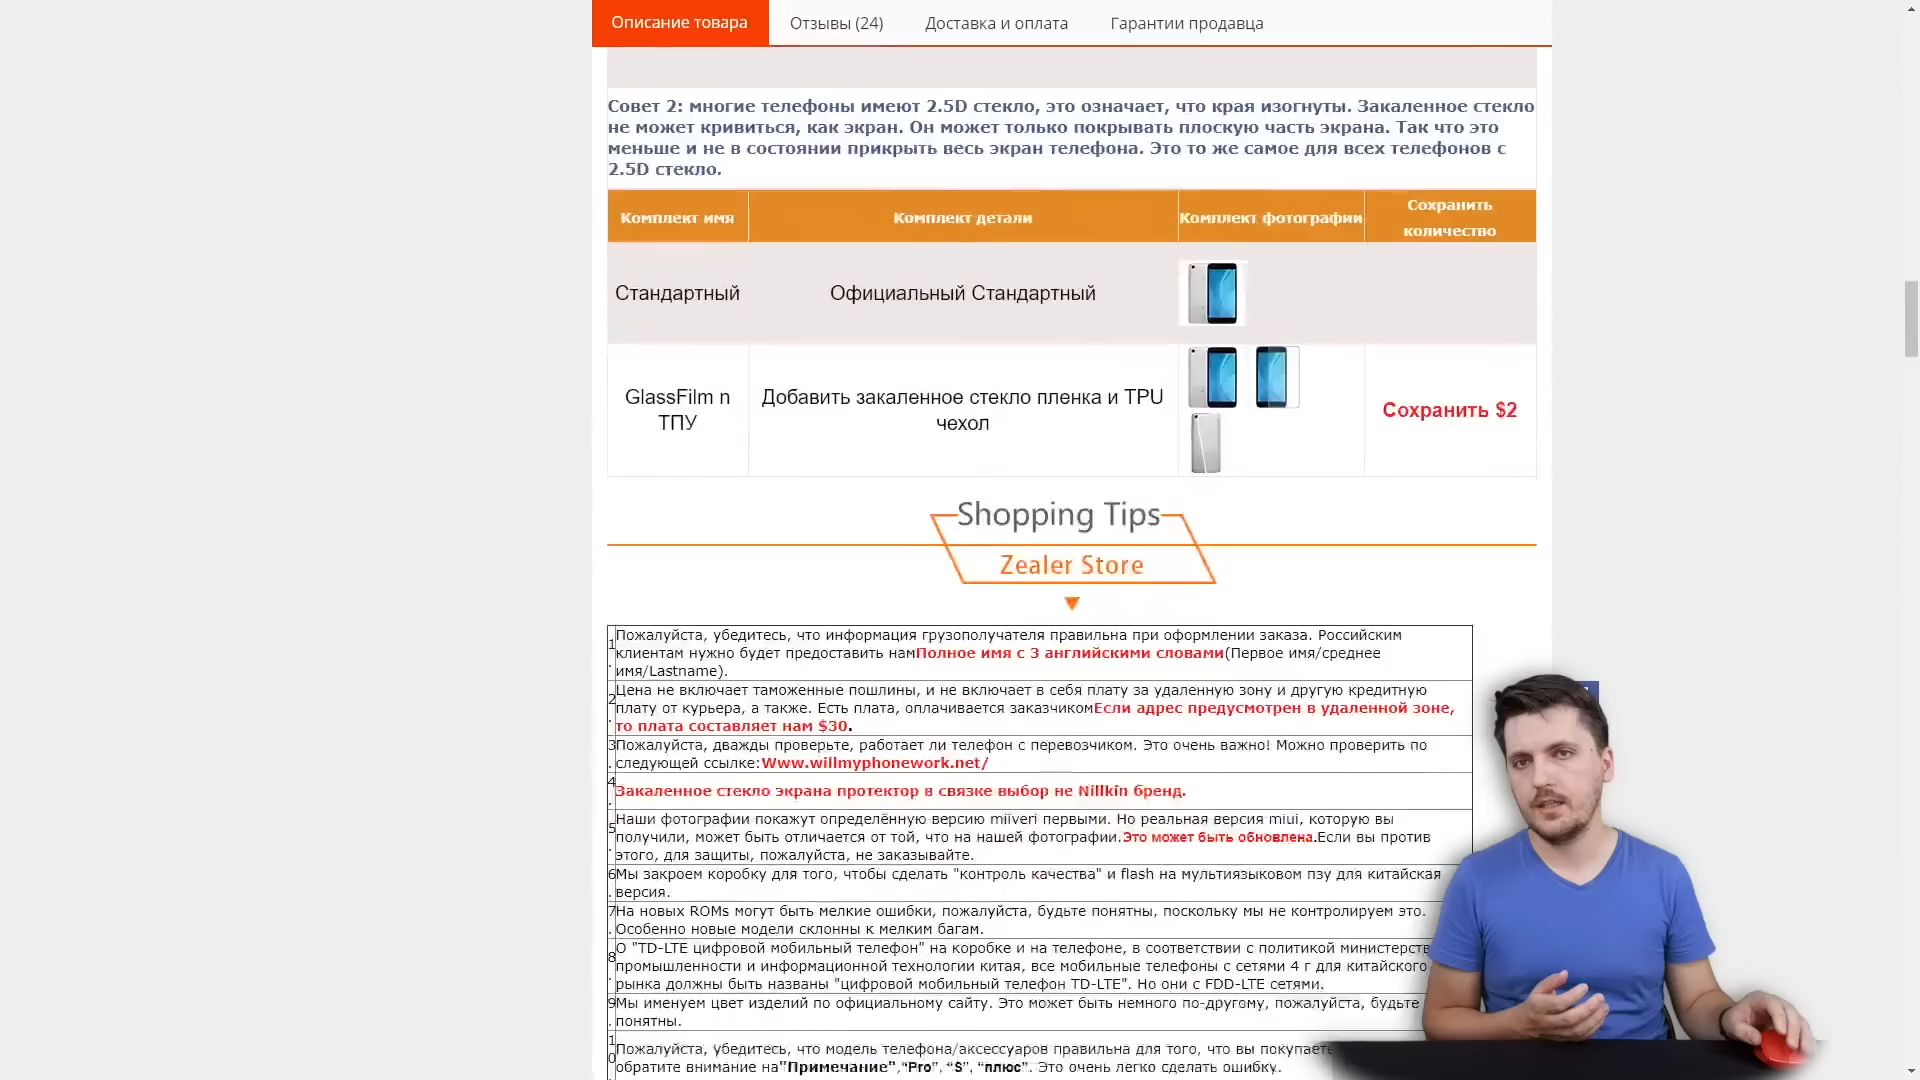 Описание товара
Отзывы (24)
Доставка и оплата
Гарантии продавца
Совет 2: многие телефоны имеют 2.5D стекло, это означает, что края изогнуты. Закаленное стекло
не может кривиться, как экран. Он может только покрывать плоскую часть экрана. Так что это
меньше и не в состоянии прикрыть весь экран телефона. Это то же самое для всех телефонов с
2.5D стекло.
Комплект имя
Комплект детали
Комплект фотографии
Сохранить
количество
Стандартный
Официальный Стандартный
GlassFilm n
ТПУ
Добавить закаленное стекло пленка и TPU
чехол
Сохранить $2
Shopping Tips
Zealer Store
1
.
Пожалуйста, убедитесь, что информация грузополучателя правильна при оформлении заказа. Российским
клиентам нужно будет предоставить намПолное имя с 3 английскими словами(Первое имя/среднее
имя/Lastname).
2
.
Цена не включает таможенные пошлины, и не включает в себя плату за удаленную зону и другую кредитную
плату от курьера, а также. Есть плата, оплачивается заказчикомЕсли адрес предусмотрен в удаленной зоне,
то плата составляет нам $30.
3
.
Пожалуйста, дважды проверьте, работает ли телефон с перевозчиком. Это очень важно! Можно проверить по
следующей ссылке:Www.willmyphonework.net/
4
.
Закаленное стекло экрана протектор в связке выбор не Nillkin бренд.
5
.
Наши фотографии покажут определённую версию miiveri первыми. Но реальная версия miui, которую вы
получили, может быть отличается от той, что на нашей фотографии.Это может быть обновлена.Если вы против
этого, для защиты, пожалуйста, не заказывайте.
6
.
Мы закроем коробку для того, чтобы сделать "контроль качества" и flash на мультиязыковом пзу для китайская
версия.
7
.
На новых ROMs могут быть мелкие ошибки, пожалуйста, будьте понятны, поскольку мы не контролируем это.
Особенно новые модели склонны к мелким багам.
8
.
О "TD-LTE цифровой мобильный телефон" на коробке и на телефоне, в соответствии с политикой министерств
промышленности и информационной технологии китая, все мобильные телефоны с сетями 4 г для китайского
рынка должны быть названы "цифровой мобильный телефон TD-LTE". Но они с FDD-LTE сетями.
9
.
Мы именуем цвет изделий по официальному сайту. Это может быть немного по-другому, пожалуйста, будьте
понятны.
1
0
Пожалуйста, убедитесь, что модель телефона/аксессуаров правильна для того, что вы покупаете
обратите внимание на"Примечание",“Pro”, “S”, “плюс”. Это очень легко сделать ошибку.